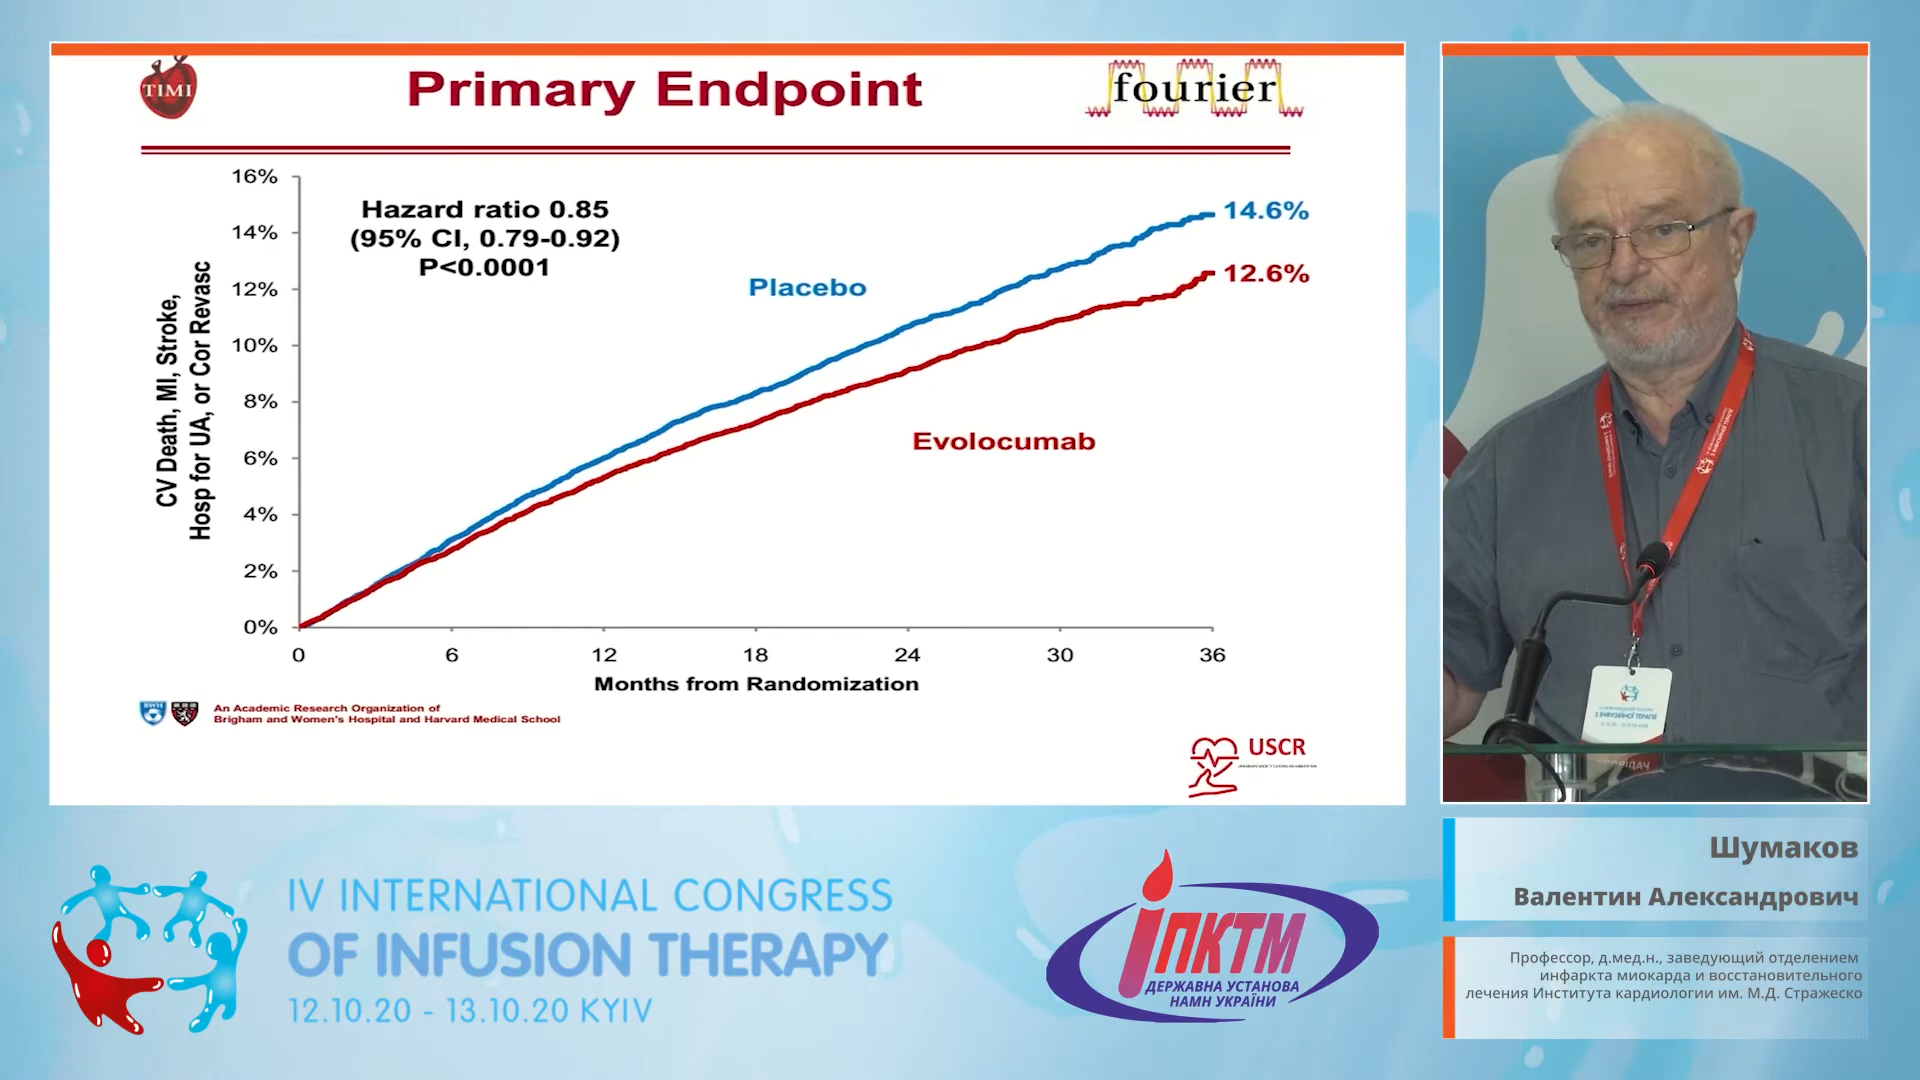 TIMI
Primary Endpoint
fourier
CV Death, MI, Stroke,
Hosp for UA, or Cor Revasc
16%
14%
12%
10%
8%
6%
4%
2%
0%
Hazard ratio 0.85
(95% CI, 0.79-0.92)
P<0.0001
Placebo
14.6%
12.6%
Evolocumab
0 6 12 18 24 30 36
Months from Randomization
BWH
An Academic Research Organization of
Brigham and Women's Hospital and Harvard Medical School
USCR
З ІНФУЗІЙНОЇ ТЕРАПІЇ
Шумаков
Валентин Александрович
Профессор, д.мед.н., заведующий отделением
инфаркта миокарда и восстановительного
лечения Института кардиологии им. М.Д. Стражеско
IV INTERNATIONAL CONGRESS
OF INFUSION THERAPY
12.10.20 - 13.10.20 KYIV
ІПКТМ
ДЕРЖАВНА УСТАНОВА
НАМН УКРАЇНИ